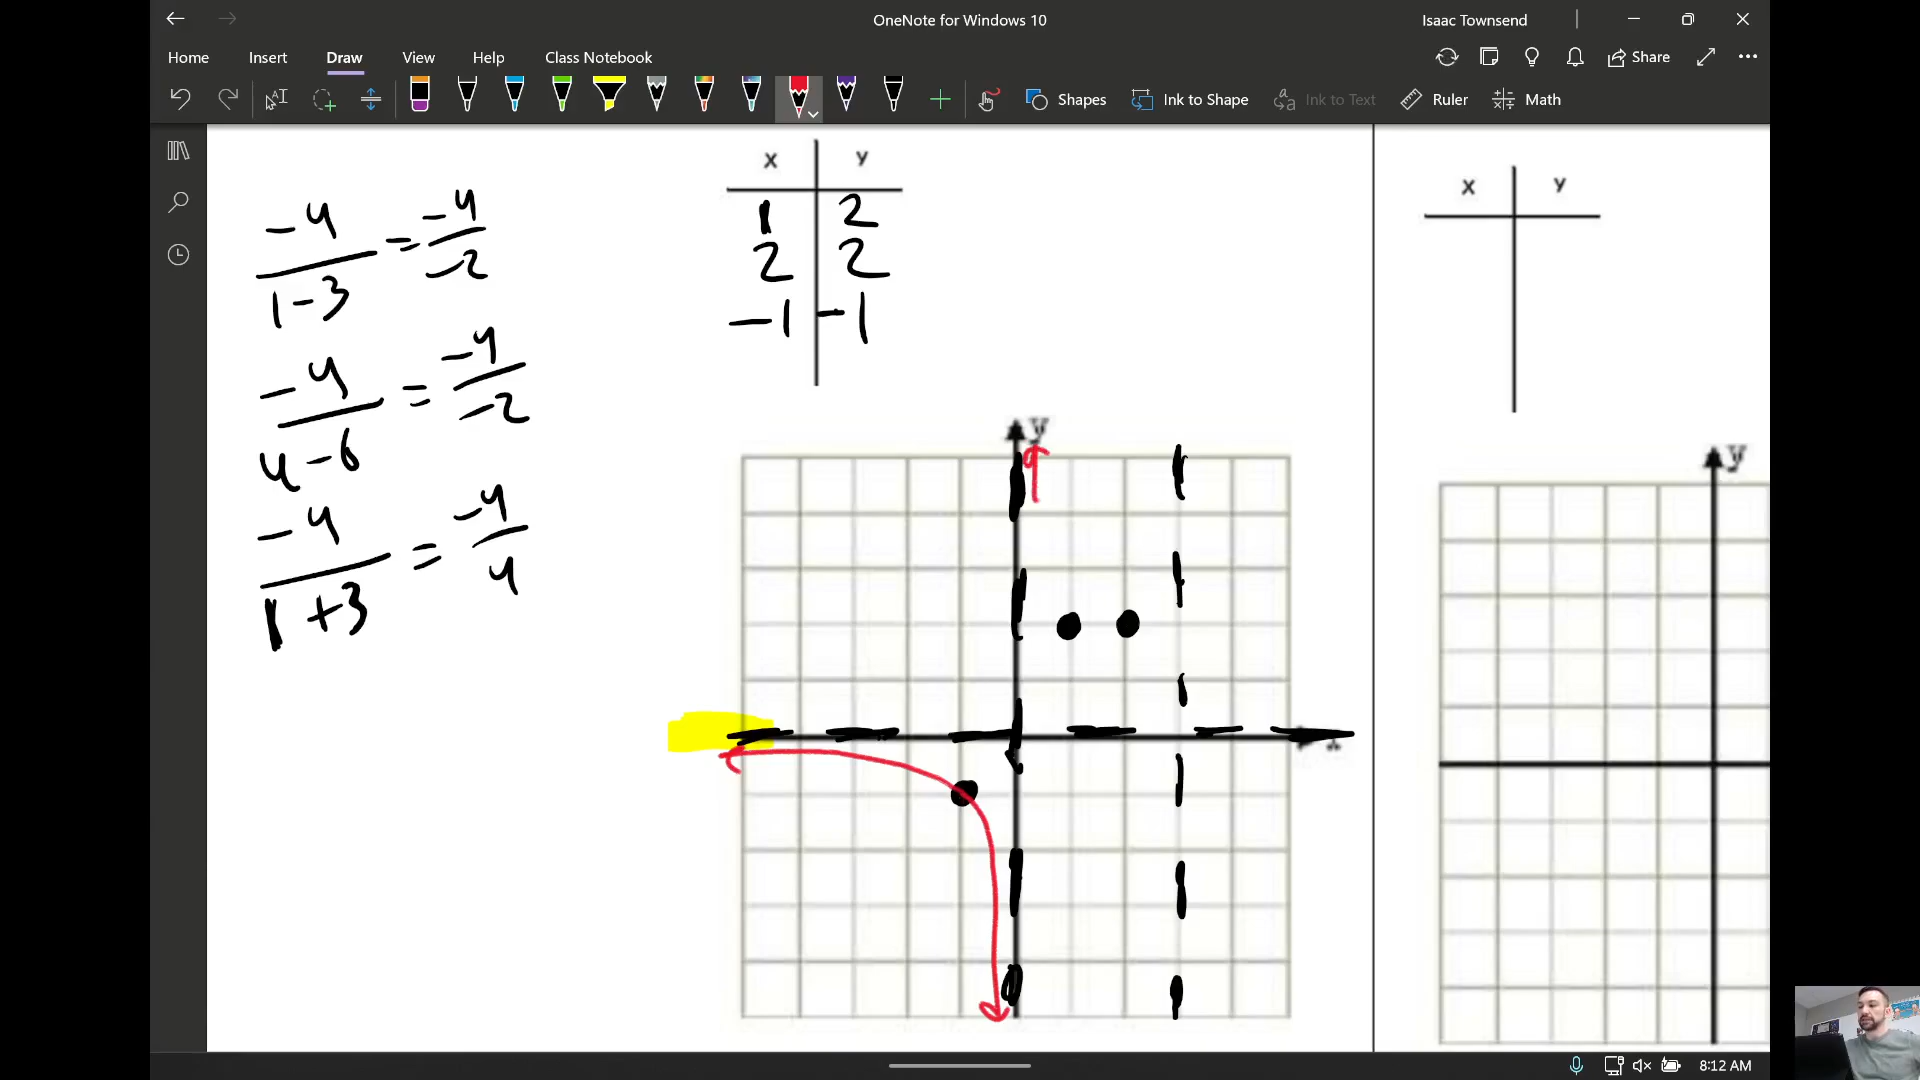 OneNote for Windows 10
Isaac Townsend
Home Insert Draw View Help Class Notebook
Share
Shapes Ink to Shape Ink to Text Ruler Math
x y
1 2
2 2
-1 -1
x y
-4/(1-3) = -4/-2
-4/(4-6) = -4/-2
-4/(1+3) = -4/4
y
x
y
8:12 AM